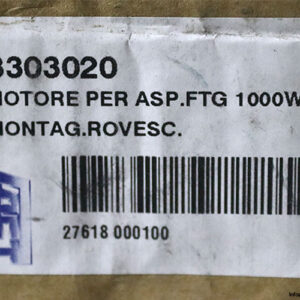 3303020
MOTORE PER ASP.FTG 1000W
MONTAG.ROVESC.
27618 000100